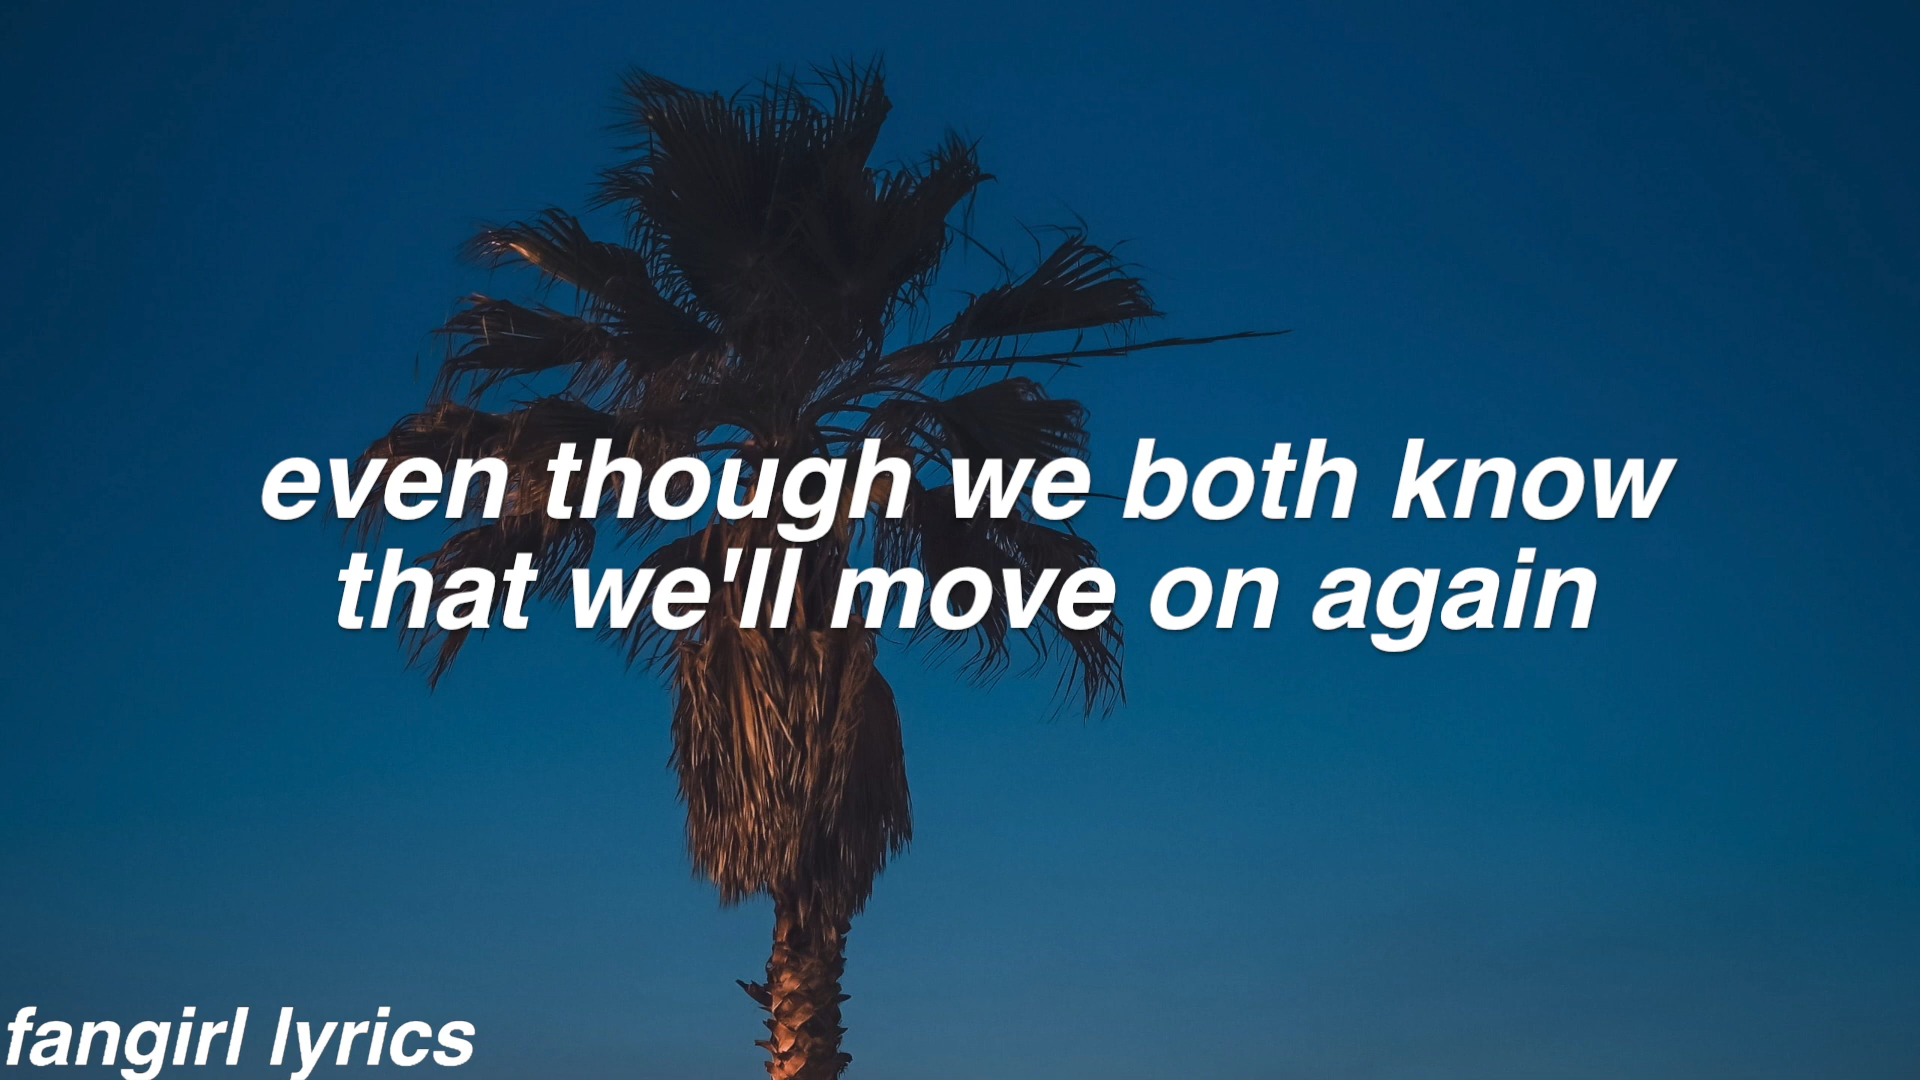 even though we both know
that we'll move on again
fangirl lyrics